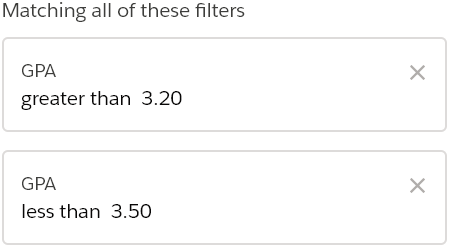 Matching all of these filters
GPA
greater than 3.20
GPA
less than 3.50